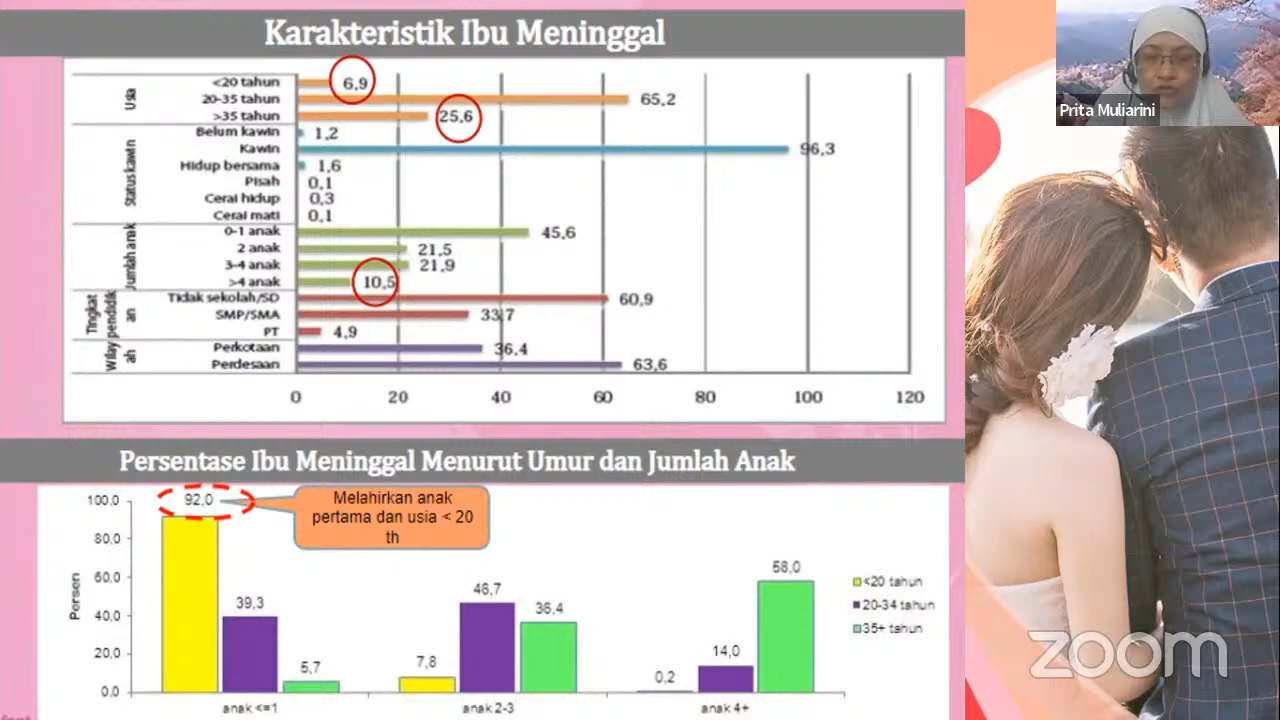 Karakteristik Ibu Meninggal
Prita Muliarini
Usia
<20 tahun 6,9
20-35 tahun 65,2
>35 tahun 25,6
Status kawin
Belum kawin 1,2
Kawin 96,3
Hidup bersama 1,6
Pisah 0,1
Cerai hidup 0,3
Cerai mati 0,1
Jumlah anak
0-1 anak 45,6
2 anak 21,5
3-4 anak 21,9
>4 anak 10,5
Tingkat
pendidik
an
Tidak sekolah/SD 60,9
SMP/SMA 33,7
PT 4,9
Wilay
ah
Perkotaan 36,4
Perdesaan 63,6
0 20 40 60 80 100 120
Persentase Ibu Meninggal Menurut Umur dan Jumlah Anak
Persen
100.0
80.0
60.0
40.0
20.0
0.0
92,0
Melahirkan anak
pertama dan usia < 20
th
39,3
5,7
7,8
46,7
36,4
0,2
14,0
58,0
anak <=1 anak 2-3 anak 4+
<20 tahun
20-34 tahun
35+ tahun
zoom